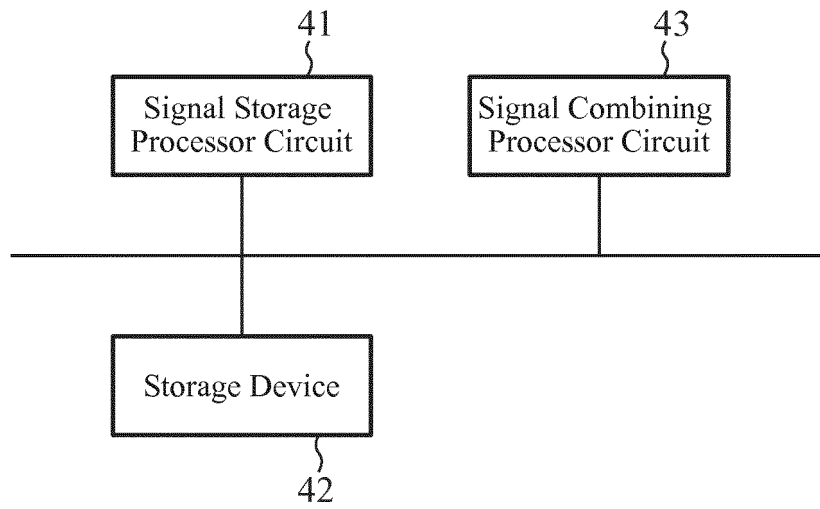 41
43
Signal Storage
Processor Circuit
Signal Combining
Processor Circuit
Storage Device
42